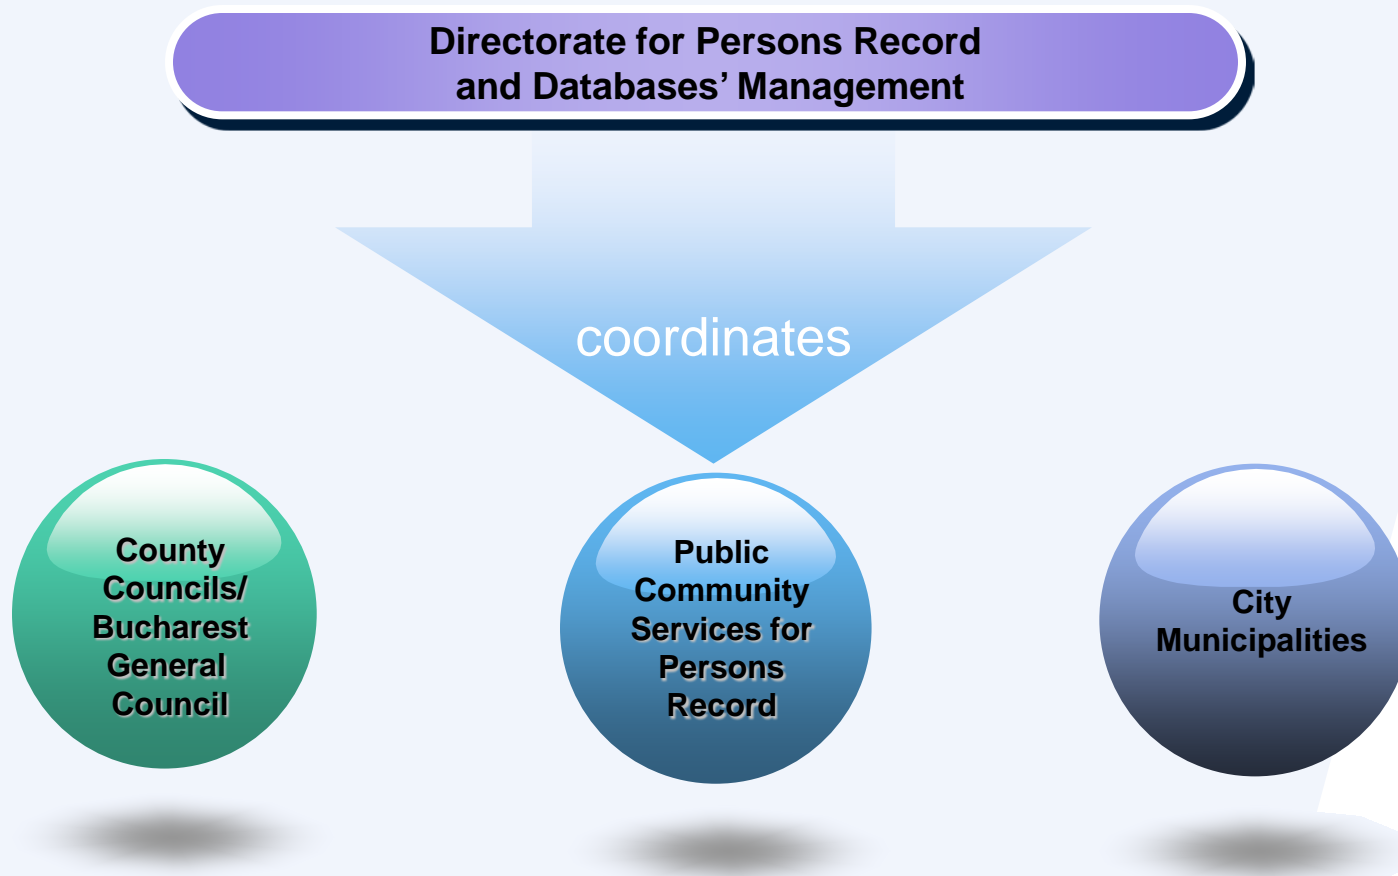 Directorate for Persons Record
and Databases’ Management
coordinates
County
Councils/
Bucharest
General
Council
Public
Community
Services for
Persons
Record
City
Municipalities